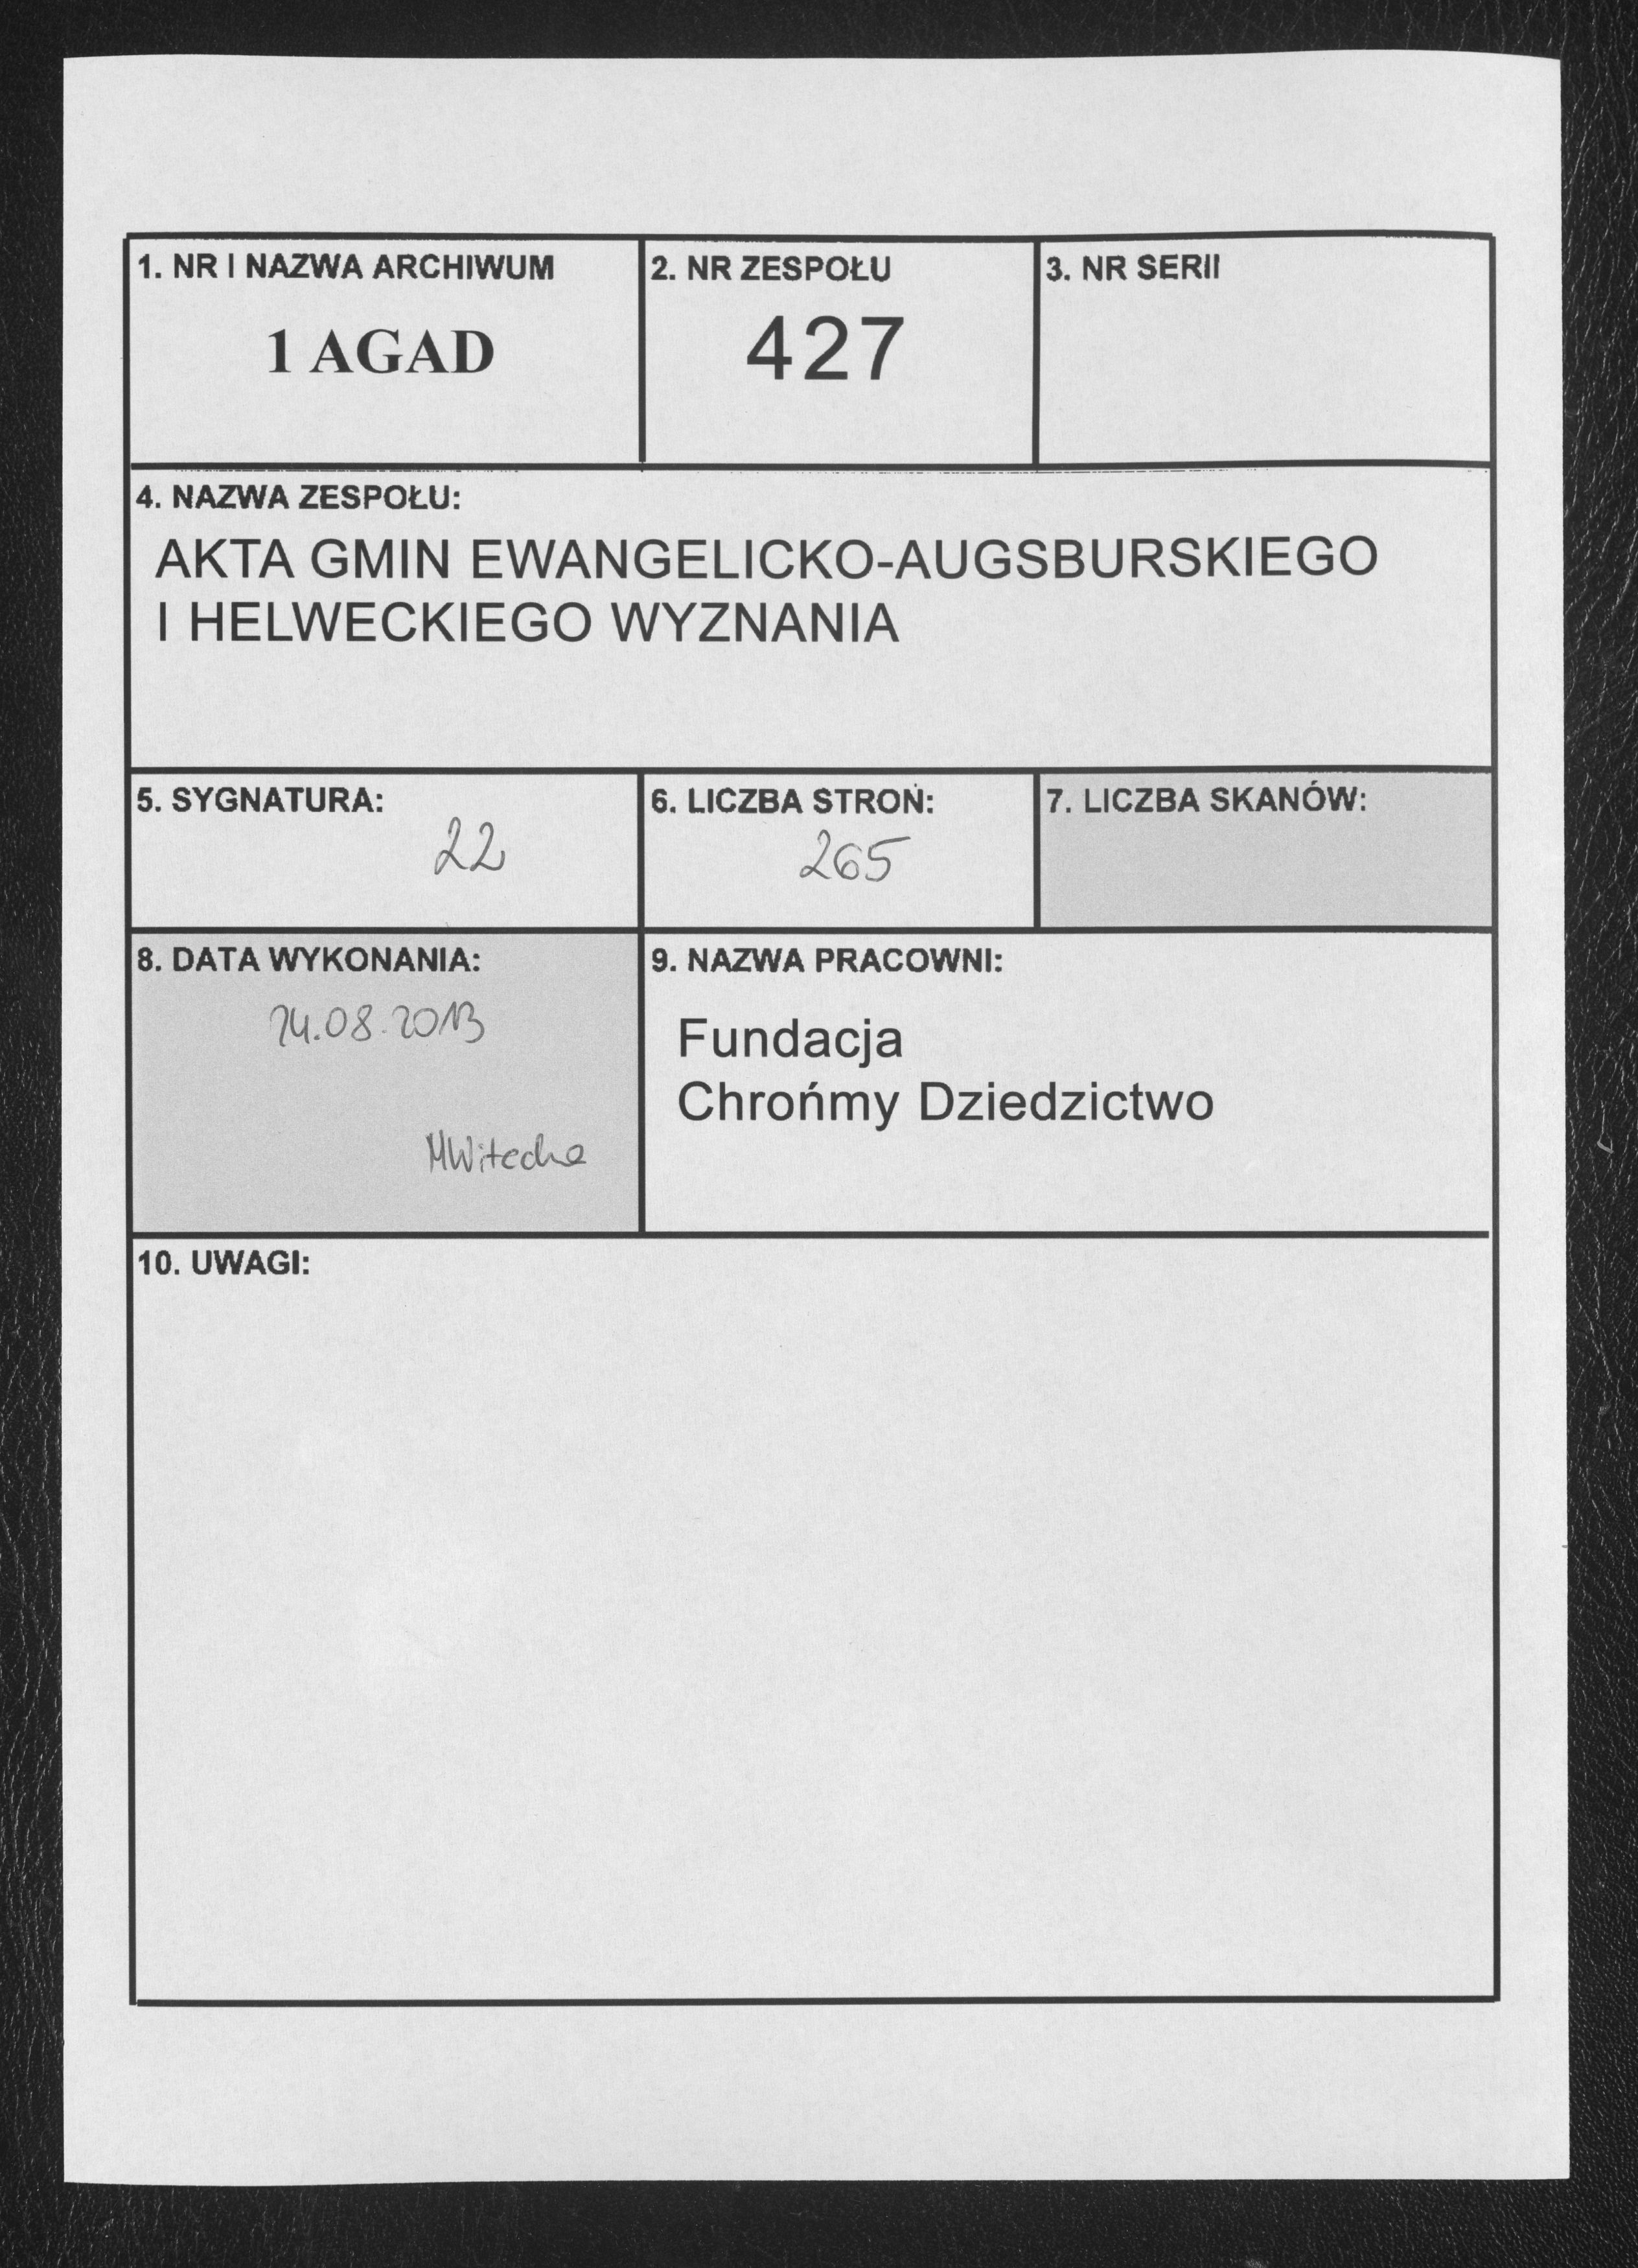 1. NR I NAZWA ARCHIWUM
1 AGAD
2. NR ZESPOŁU
427
3. NR SERII
4. NAZWA ZESPOŁU:
AKTA GMIN EWANGELICKO-AUGSBURSKIEGO
I HELWECKIEGO WYZNANIA
5. SYGNATURA:
22
6. LICZBA STRON:
265
7. LICZBA SKANÓW:
8. DATA WYKONANIA:
.08.2013
9. NAZWA PRACOWNI:
Fundacja
Chrońmy Dziedzictwo
10. UWAGI: